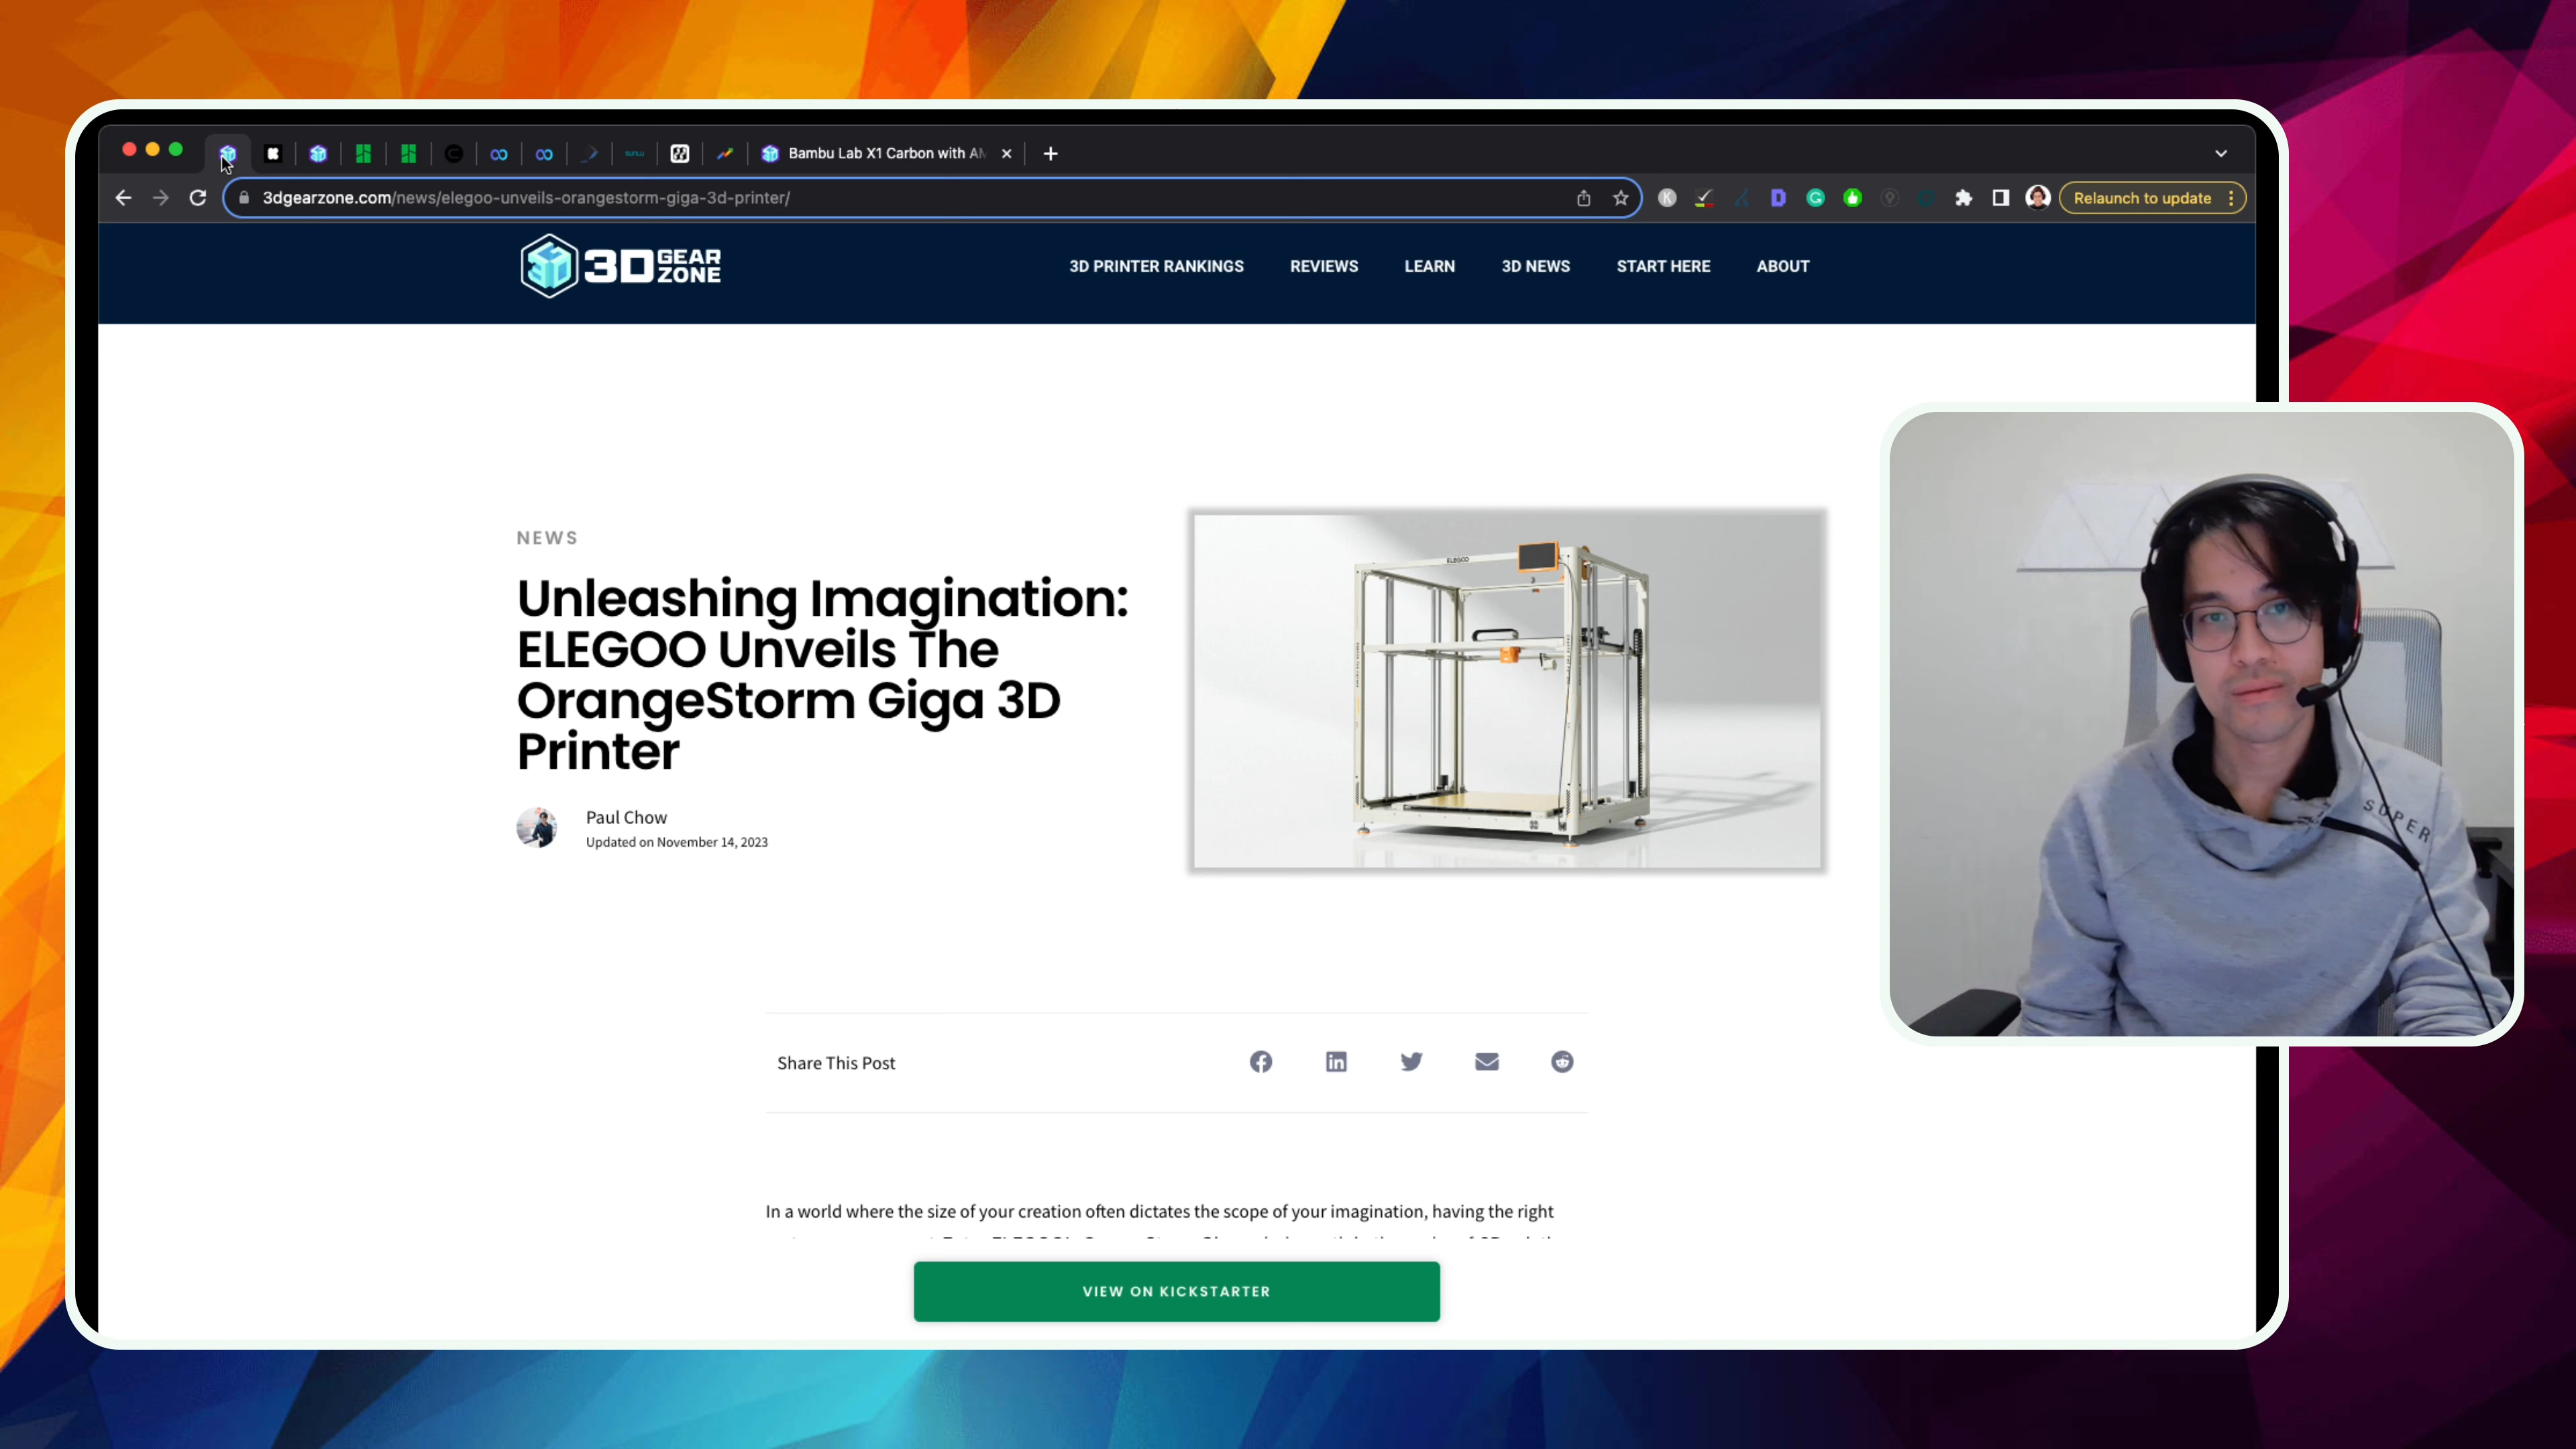 Bambu Lab X1 Carbon with AM
3dgearzone.com/news/elegoo-unveils-orangestorm-giga-3d-printer/
Relaunch to update
3D GEAR ZONE
3D PRINTER RANKINGS
REVIEWS
LEARN
3D NEWS
START HERE
ABOUT
NEWS
Unleashing Imagination:
ELEGOO Unveils The
OrangeStorm Giga 3D
Printer
Paul Chow
Updated on November 14, 2023
ELEGOO
SUPER
Share This Post
In a world where the size of your creation often dictates the scope of your imagination, having the right
VIEW ON KICKSTARTER